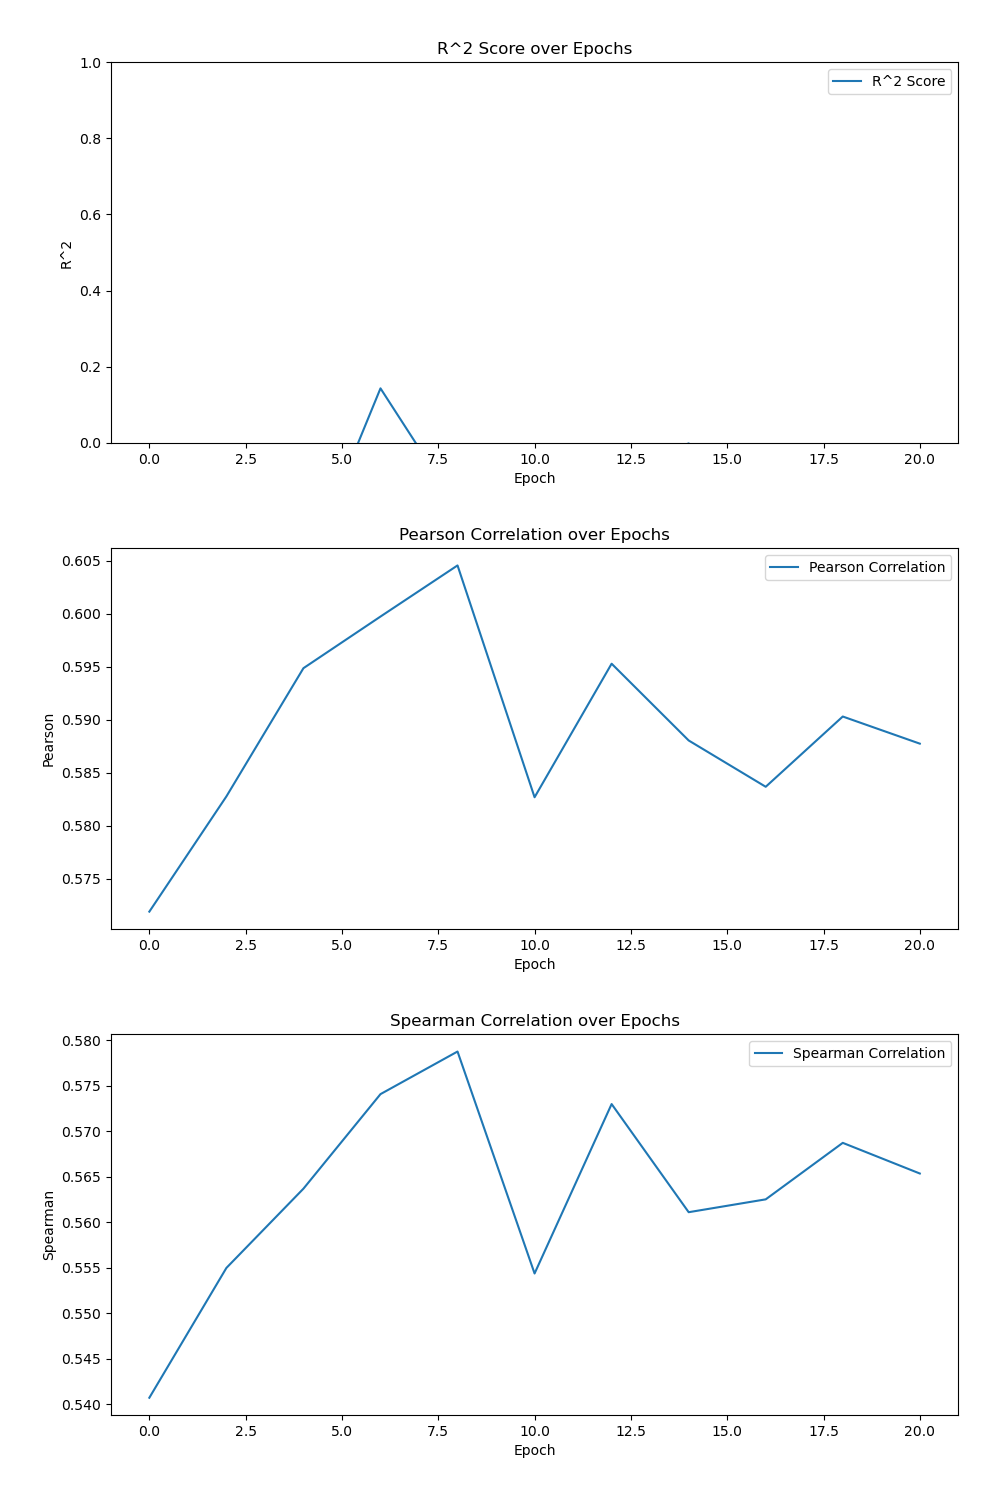 R^2 Score over Epochs
1.0
R^2 Score
0.8
0.6
R^2
0.4
0.2
0.0
0.0 2.5 5.0 7.5 10.0 12.5 15.0 17.5 20.0
Epoch
Pearson Correlation over Epochs
0.605
Pearson Correlation
0.600
0.595
0.590
Pearson
0.585
0.580
0.575
0.0 2.5 5.0 7.5 10.0 12.5 15.0 17.5 20.0
Epoch
Spearman Correlation over Epochs
0.580
Spearman Correlation
0.575
0.570
0.565
Spearman
0.560
0.555
0.550
0.545
0.540
0.0 2.5 5.0 7.5 10.0 12.5 15.0 17.5 20.0
Epoch